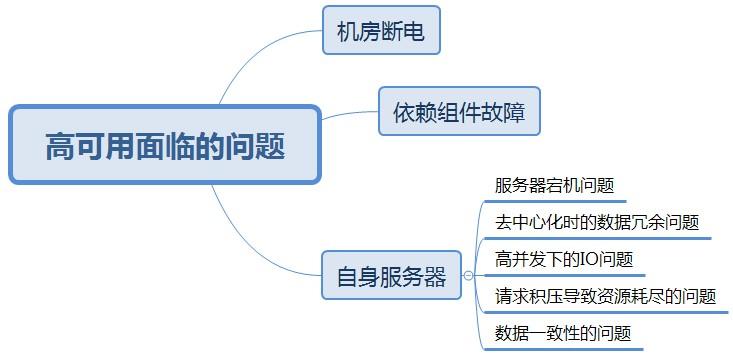 高可用面临的问题
机房断电
依赖组件故障
自身服务器
服务器宕机问题
去中心化时的数据冗余问题
高并发下的IO问题
请求积压导致资源耗尽的问题
数据一致性的问题